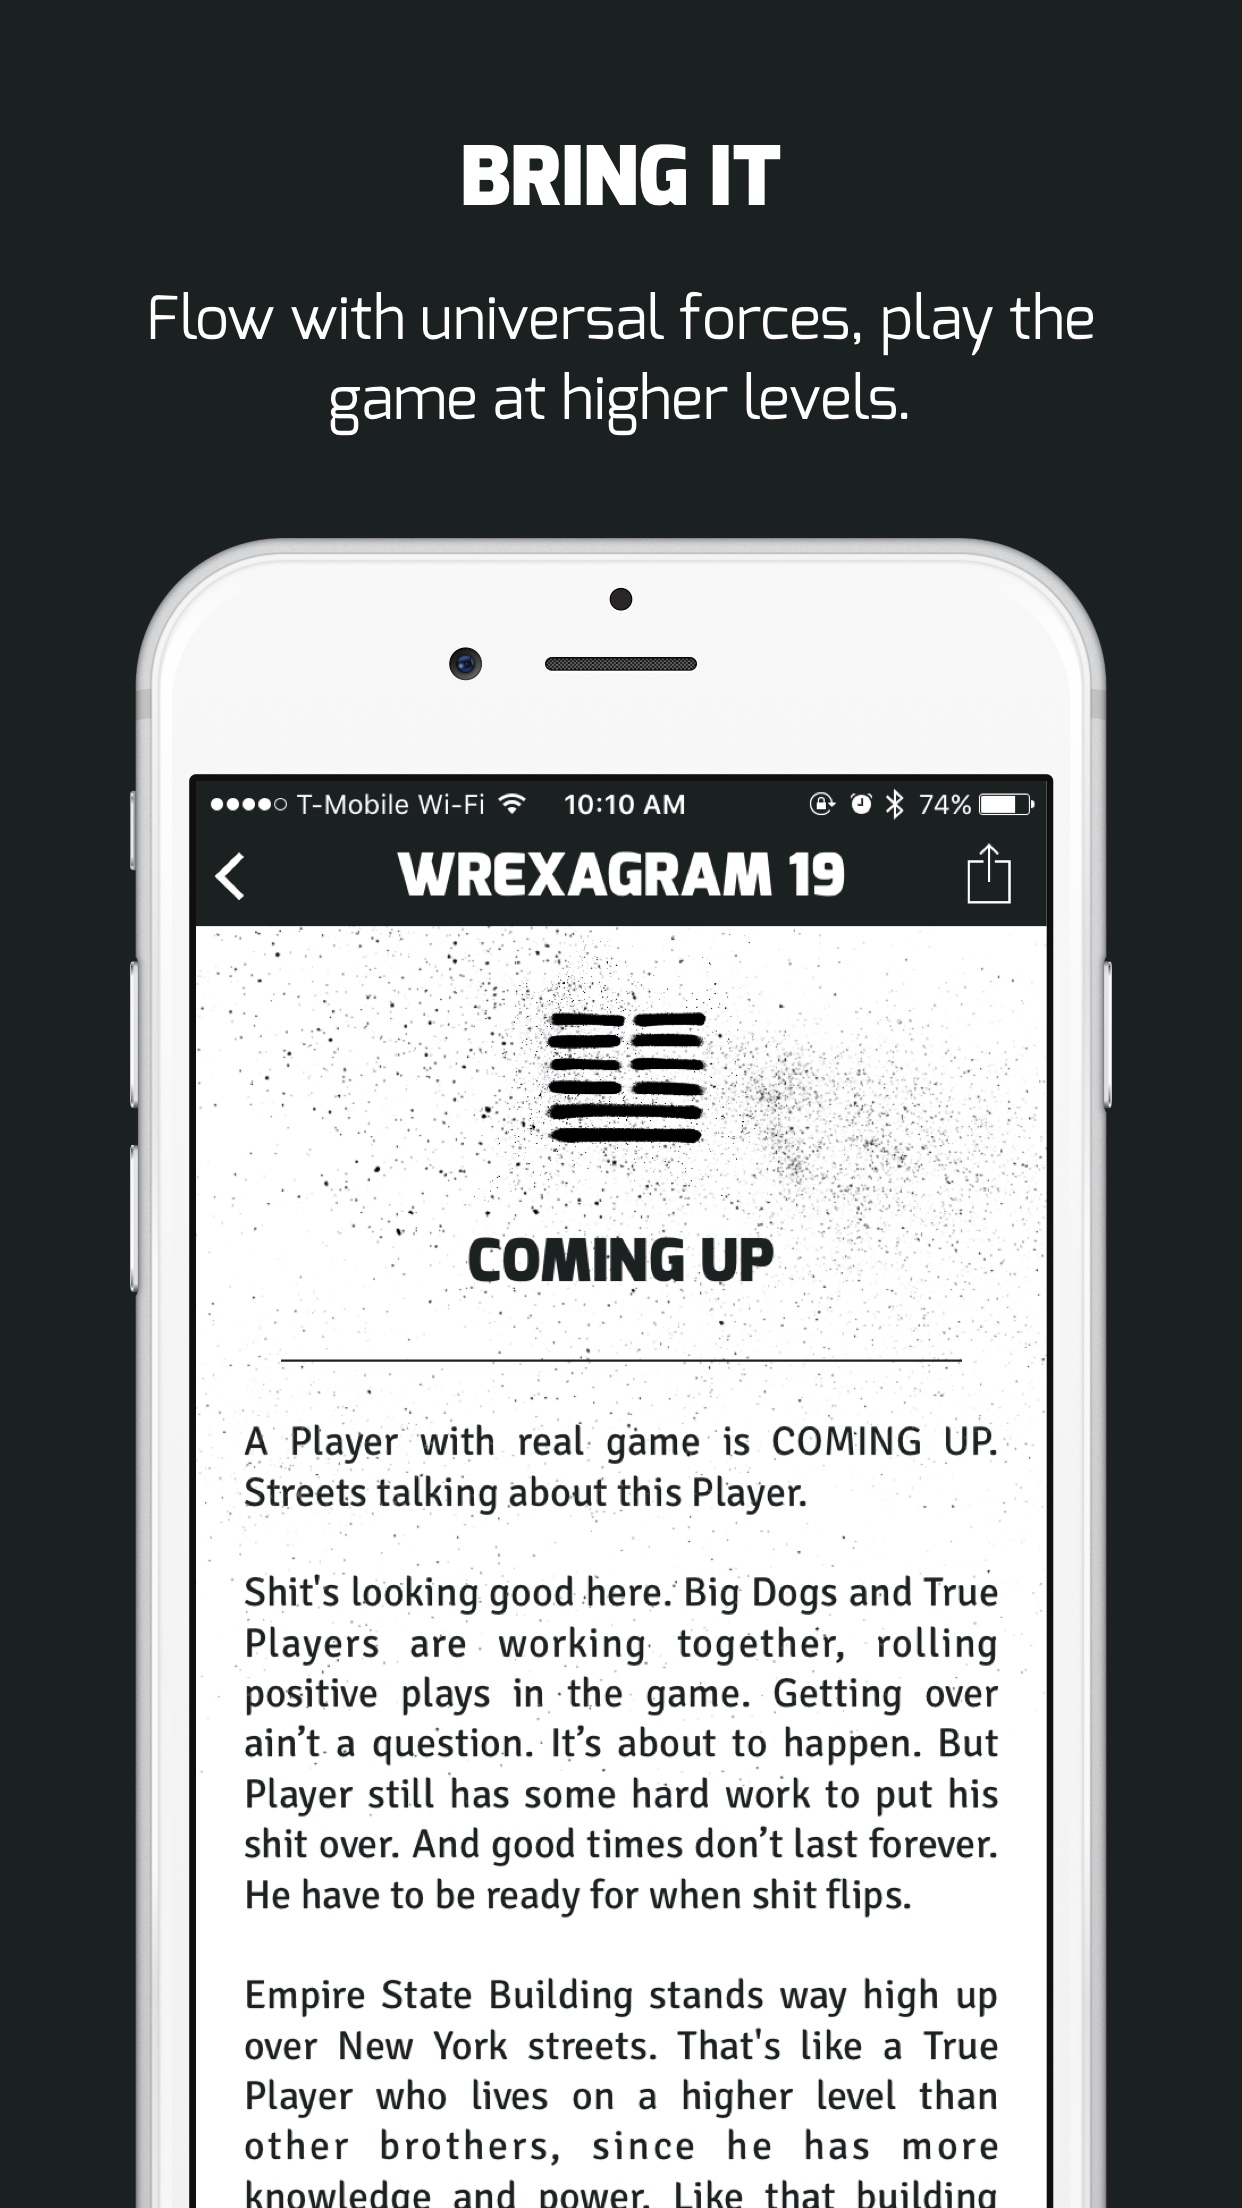 BRING IT
Flow with universal forces, play the
game at higher levels.
T-Mobile Wi-Fi 10:10 AM 74%
WREXAGRAM 19
COMING UP
A Player with real game is COMING UP.
Streets talking about this Player.
Shit's looking good here. Big Dogs and True
Players are working together, rolling
positive plays in the game. Getting over
ain’t a question. It’s about to happen. But
Player still has some hard work to put his
shit over. And good times don’t last forever.
He have to be ready for when shit flips.
Empire State Building stands way high up
over New York streets. That's like a True
Player who lives on a higher level than
other brothers, since he has more
knowledge and power. Like that building